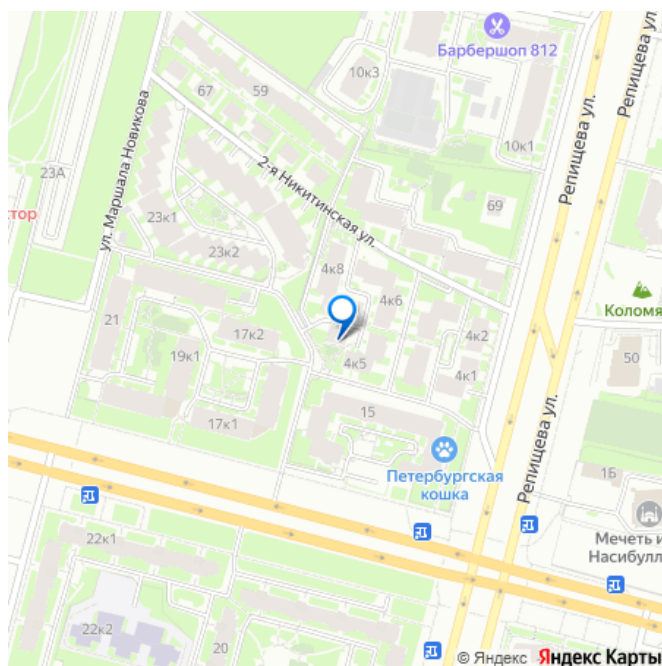 Барбершоп 812
10к3
59
67
Репищева ул.
ул. Маршала Новикова
10к1
Репищева ул.
2-я Никитинская ул.
23А
тор
69
23к1
23к2
4к8
4к6
Коломя
21
17к2
4к2
50
19к1
4к5
4к1
15
17к1
Репищева ул.
Петербургская
кошка
1Б
Мечеть и
Насибулл
22к1
22к2
20
© Яндекс Яндекс Карты